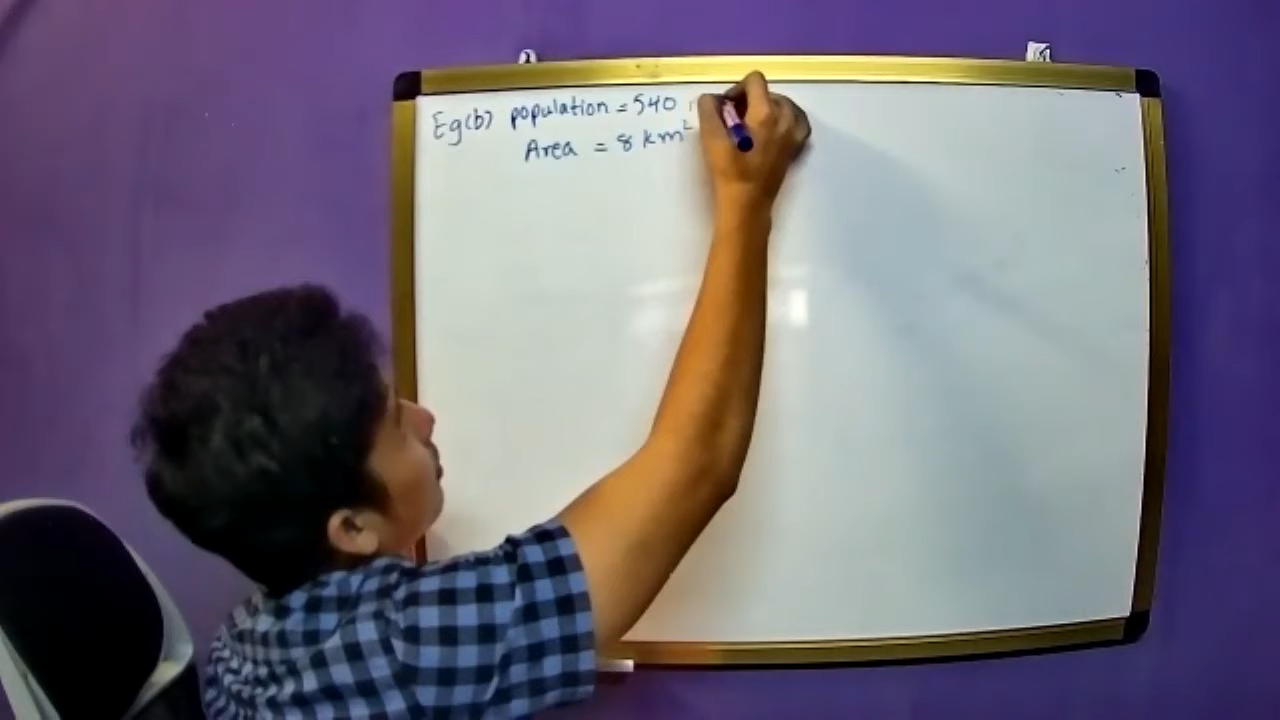 Eg(b) population = 540
Area = 8 km²